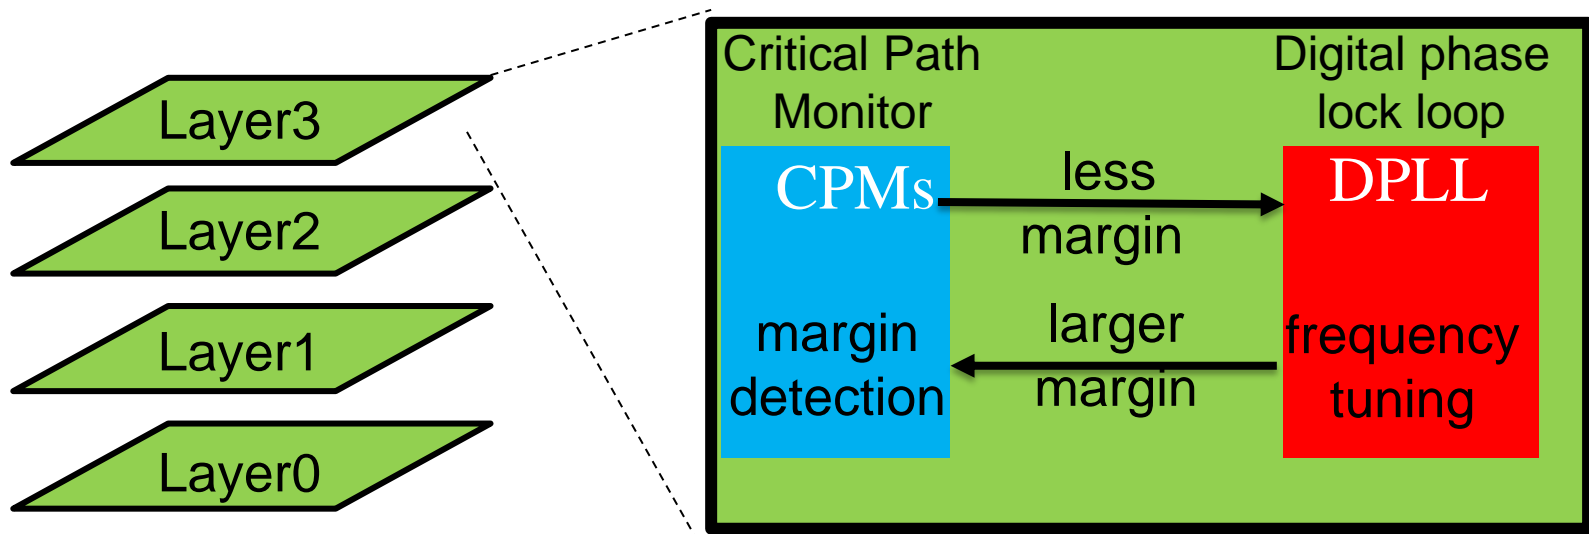 Layer3
Layer2
Layer1
Layer0
Critical Path
Monitor
CPMs
margin
detection
less
margin
larger
margin
Digital phase
lock loop
DPLL
frequency
tuning